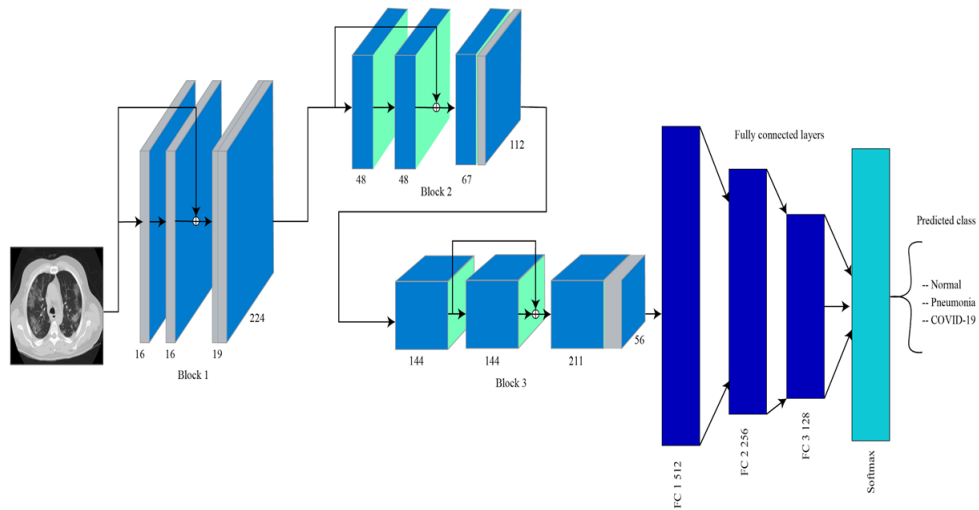 16
16
19
224
Block 1
48
48
67
112
Block 2
144
144
211
56
Block 3
Fully connected layers
FC 1 512
FC 2 256
FC 3 128
Softmax
Predicted class
-- Normal
-- Pneumonia
-- COVID-19